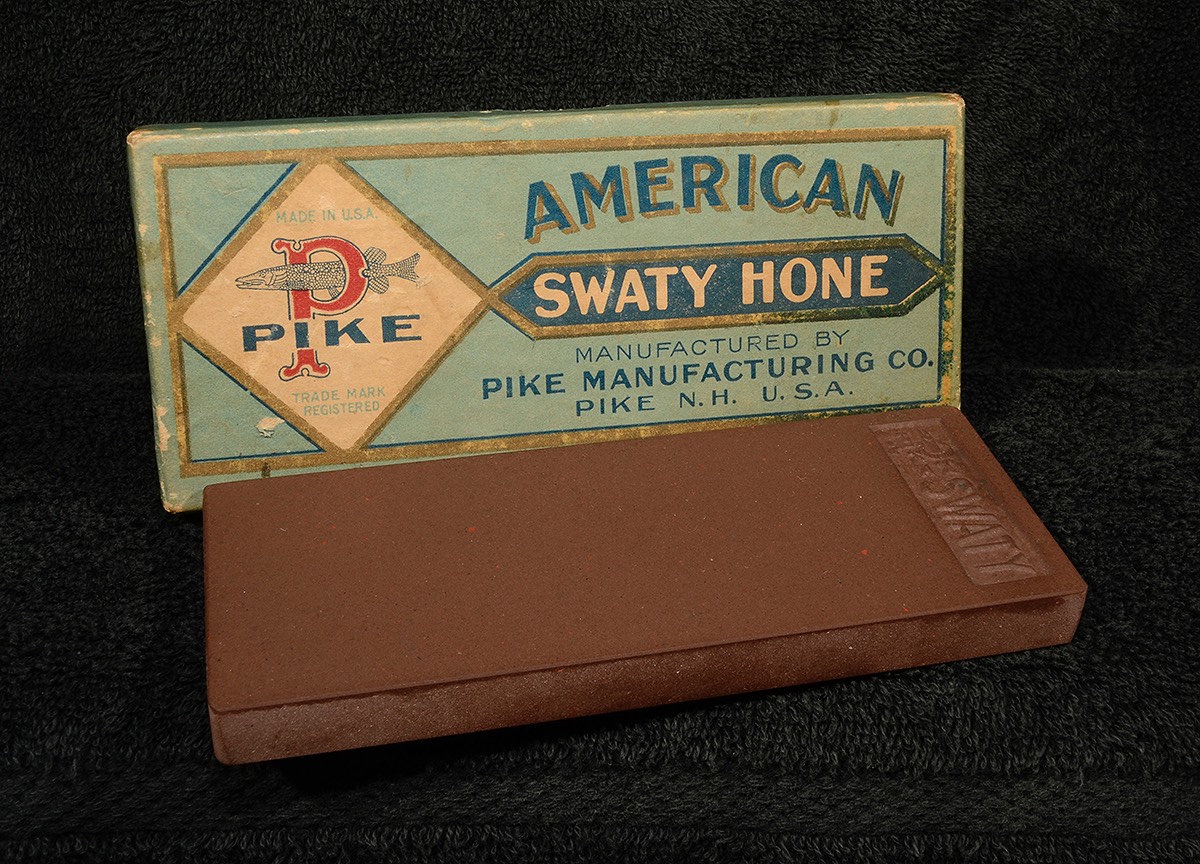 MADE IN U.S.A.
P
PIKE
TRADE MARK
REGISTERED
AMERICAN
SWATY HONE
MANUFACTURED BY
PIKE MANUFACTURING CO.
PIKE N.H. U.S.A.
SWATY